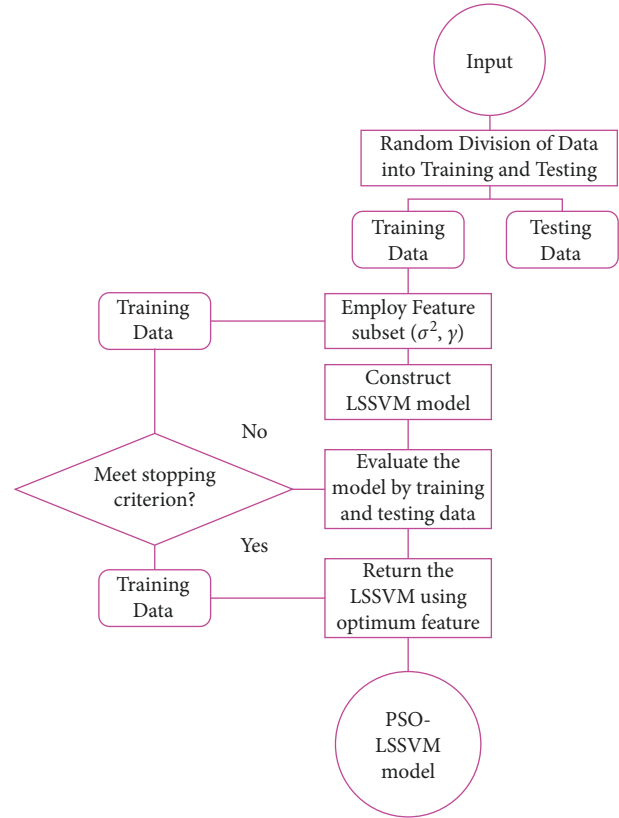 Input
Random Division of Data
into Training and Testing
Training
Data
Testing
Data
Training
Data
Employ Feature
subset (σ², γ)
Construct
LSSVM model
No
Meet stopping
criterion?
Evaluate the
model by training
and testing data
Yes
Training
Data
Return the
LSSVM using
optimum feature
PSO-
LSSVM
model